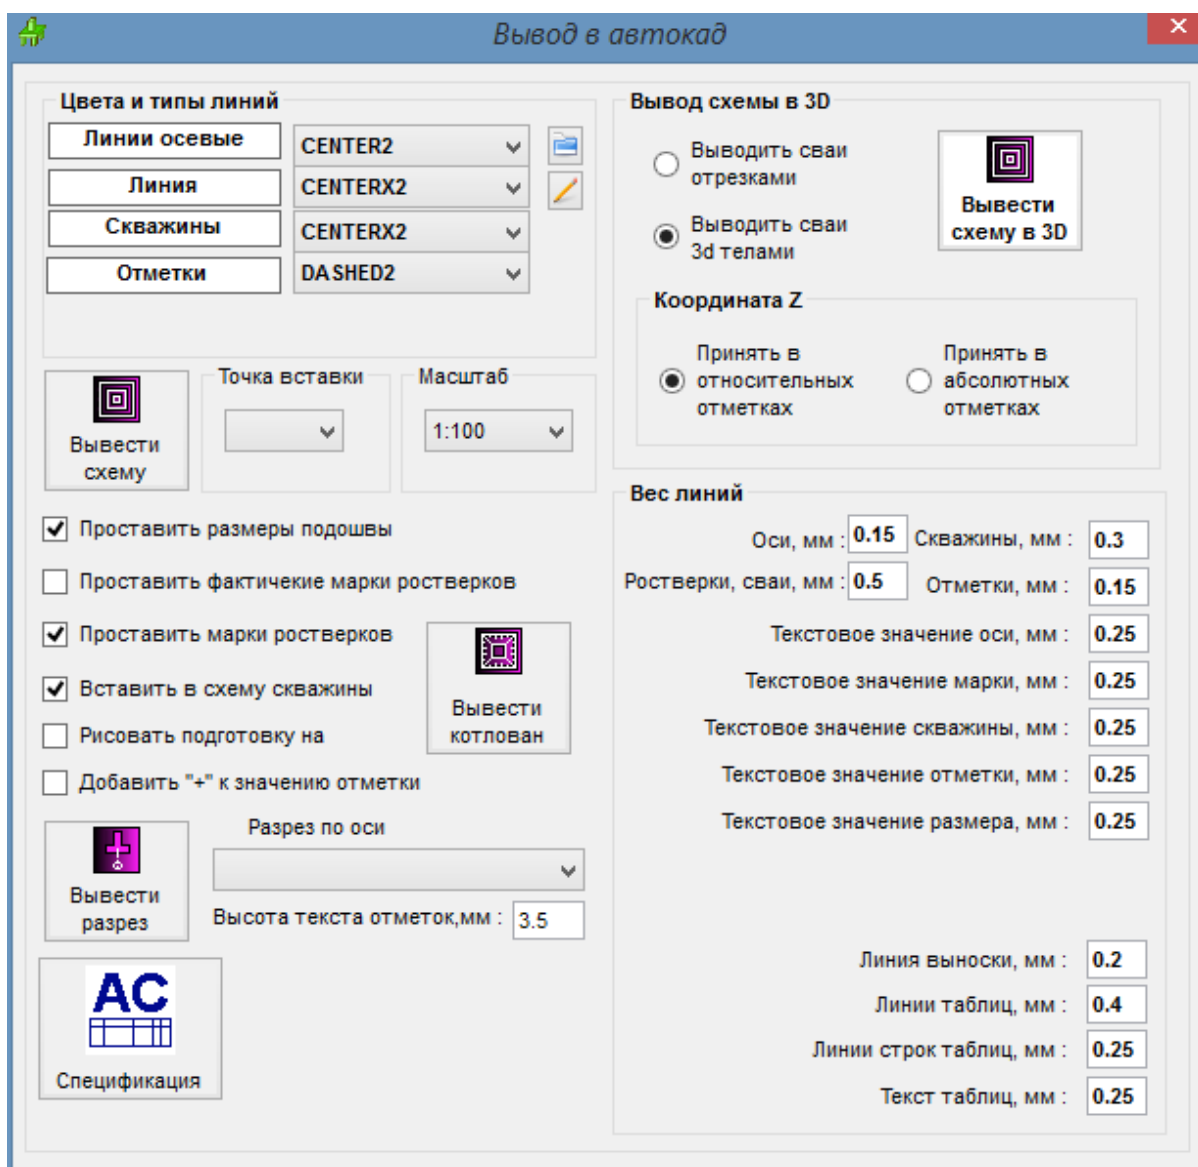 Вывод в автокад
Цвета и типы линий
Линии осевые
CENTER2
Линия
CENTERX2
Скважины
CENTERX2
Отметки
DASHED2
Вывести
схему
Точка вставки
Масштаб
1:100
Проставить размеры подошвы
Проставить фактичекие марки ростверков
Проставить марки ростверков
Вставить в схему скважины
Рисовать подготовку на
Добавить "+" к значению отметки
Вывести
котлован
Вывести
разрез
Разрез по оси
Высота текста отметок,мм :
3.5
АС
Спецификация
Вывод схемы в 3D
Выводить сваи
отрезками
Выводить сваи
3d телами
Вывести
схему в 3D
Координата Z
Принять в
относительных
отметках
Принять в
абсолютных
отметках
Вес линий
Оси, мм : 0.15
Скважины, мм : 0.3
Ростверки, сваи, мм : 0.5
Отметки, мм : 0.15
Текстовое значение оси, мм : 0.25
Текстовое значение марки, мм : 0.25
Текстовое значение скважины, мм : 0.25
Текстовое значение отметки, мм : 0.25
Текстовое значение размера, мм : 0.25
Линия выноски, мм : 0.2
Линии таблиц, мм : 0.4
Линии строк таблиц, мм : 0.25
Текст таблиц, мм : 0.25